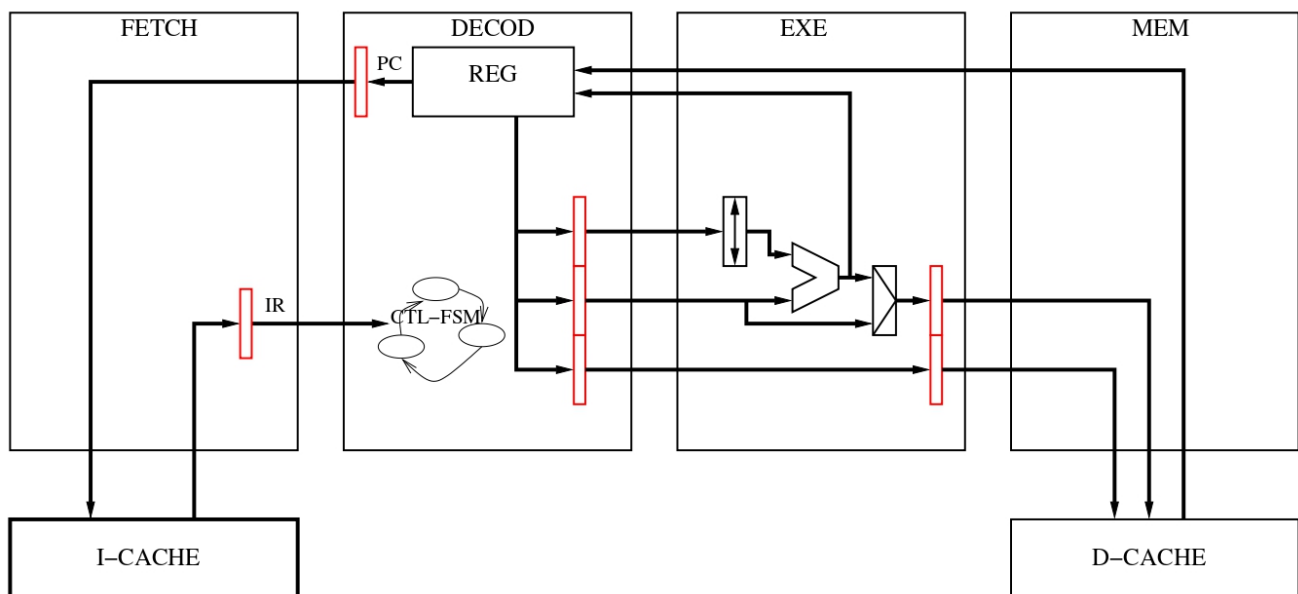 FETCH
DECOD
EXE
MEM
PC
REG
IR
CTL–FSM
I–CACHE
D–CACHE